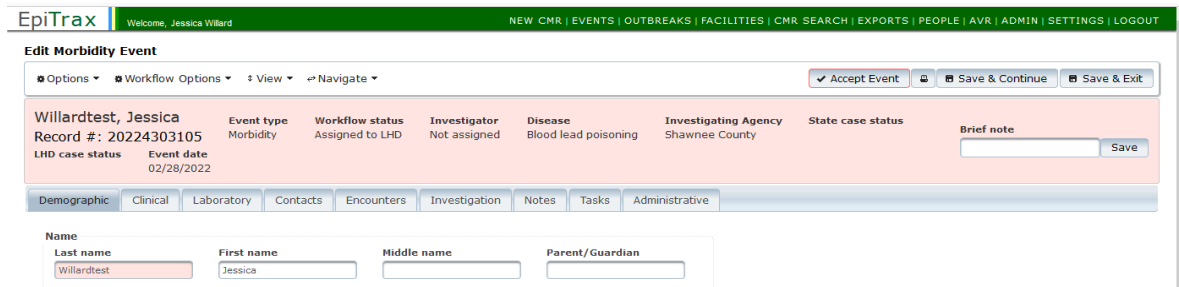 EpiTrax Welcome, Jessica Willard NEW CMR | EVENTS | OUTBREAKS | FACILITIES | CMR SEARCH | EXPORTS | PEOPLE | AVR | ADMIN | SETTINGS | LOGOUT
Edit Morbidity Event
Options Workflow Options View Navigate Accept Event Save & Continue Save & Exit
Willardtest, Jessica Event type Workflow status Investigator Disease Investigating Agency State case status Brief note
Record #: 20224303105 Morbidity Assigned to LHD Not assigned Blood lead poisoning Shawnee County Save
LHD case status Event date
02/28/2022
Demographic Clinical Laboratory Contacts Encounters Investigation Notes Tasks Administrative
Name
Last name First name Middle name Parent/Guardian
Willardtest Jessica